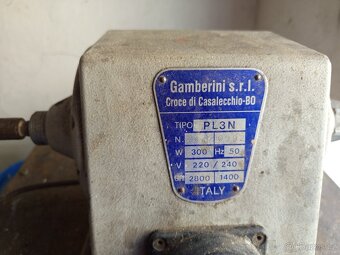 Gamberini s.r.l.
Croce di Casalecchio-BO
TIPO PL3N
N.
W 300 Hz 50
V 220 / 240
2800 1400
ITALY